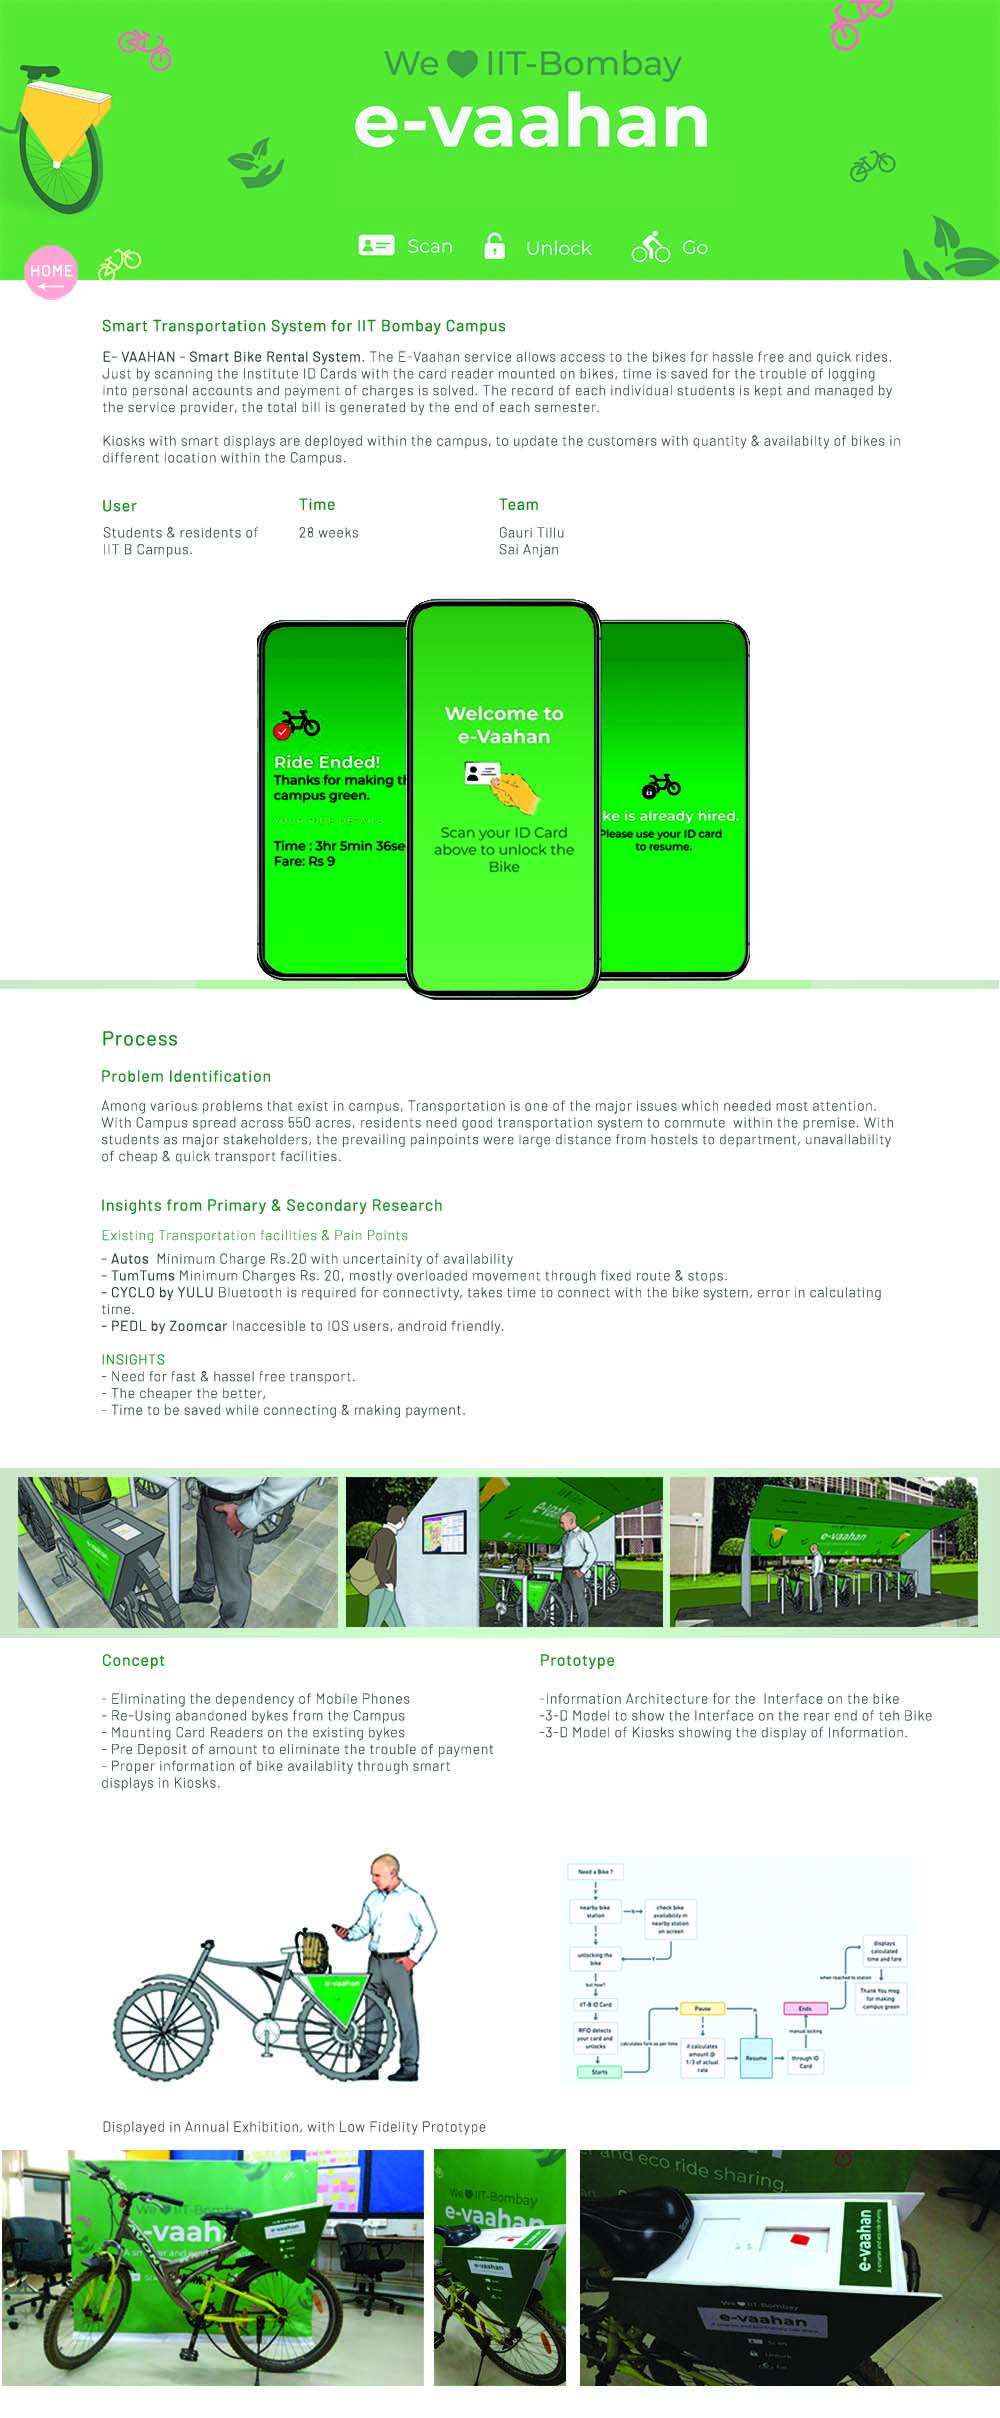 We IIT-Bombay
e-vaahan
Scan Unlock Go
HOME
Smart Transportation System for IIT Bombay Campus
E- VAAHAN - Smart Bike Rental System. The E-Vaahan service allows access to the bikes for hassle free and quick rides.
Just by scanning the Institute ID Cards with the card reader mounted on bikes, time is saved for the trouble of logging
into personal accounts and payment of charges is solved. The record of each individual students is kept and managed by
the service provider, the total bill is generated by the end of each semester.
Kiosks with smart displays are deployed within the campus, to update the customers with quantity & availabilty of bikes in
different location within the Campus.
User
Students & residents of
IIT B Campus.
Time
28 weeks
Team
Gauri Tillu
Sai Anjan
Ride Ended!
Thanks for making th
campus green.
YOUR RIDE DETAILS
Time : 3hr 5min 36se
Fare: Rs 9
Welcome to
e-Vaahan
Scan your ID Card
above to unlock the
Bike
ke is already hired.
Please use your ID card
to resume.
Process
Problem Identification
Among various problems that exist in campus, Transportation is one of the major issues which needed most attention.
With Campus spread across 550 acres, residents need good transportation system to commute within the premise. With
students as major stakeholders, the prevailing painpoints were large distance from hostels to department, unavailability
of cheap & quick transport facilities.
Insights from Primary & Secondary Research
Existing Transportation facilities & Pain Points
- Autos Minimum Charge Rs.20 with uncertainity of availability
- TumTums Minimum Charges Rs. 20, mostly overloaded movement through fixed route & stops.
- CYCLO by YULU Bluetooth is required for connectivty, takes time to connect with the bike system, error in calculating
time.
- PEDL by Zoomcar Inaccesible to IOS users, android friendly.
INSIGHTS
- Need for fast & hassel free transport.
- The cheaper the better,
- Time to be saved while connecting & making payment.
e-vaahan
e-vaahan
e-vaahan
Concept
- Eliminating the dependency of Mobile Phones
- Re-Using abandoned bykes from the Campus
- Mounting Card Readers on the existing bykes
- Pre Deposit of amount to eliminate the trouble of payment
- Proper information of bike availablity through smart
displays in Kiosks.
Prototype
-Information Architecture for the Interface on the bike
-3-D Model to show the Interface on the rear end of teh Bike
-3-D Model of Kiosks showing the display of Information.
e-vaahan
Need a Bike ?
nearby bike
station
check bike
availability in
nearby station
on screen
unlocking the
bike
but how?
IIT-B ID Card
RFID detects
your card and
unlocks
Starts
calculates fare as per time
Pause
it calculates
amount @
1/3 of actual
rate
Resume
through ID
Card
manual locking
Ends
when reached to station
displays
calculated
time and fare
Thank You msg
for making
campus green
Displayed in Annual Exhibition, with Low Fidelity Prototype
We IIT-Bombay
-vaah
e-vaahan
We IIT-Bombay
e-vaahan
e-vaahan
er and eco ride sharing
e-vaahan
We IIT-Bombay
e-vaahan
Scan
Unlock